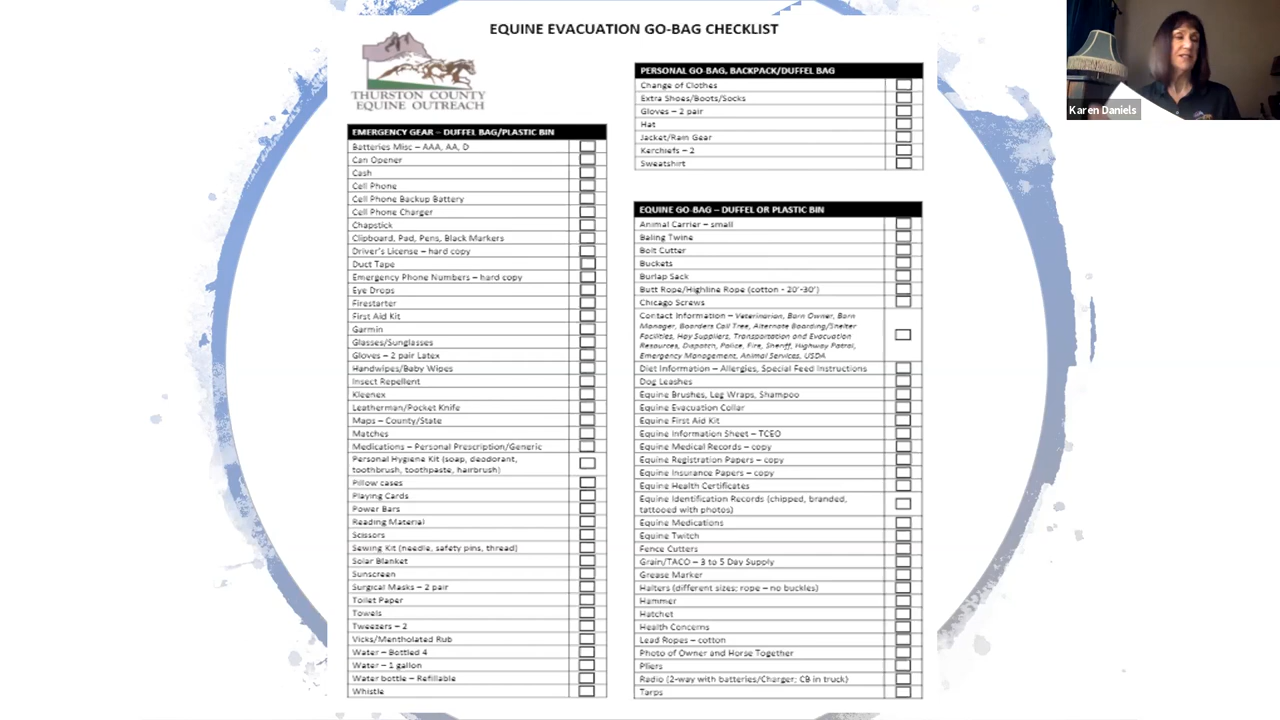 EQUINE EVACUATION GO-BAG CHECKLIST
THURSTON COUNTY
EQUINE OUTREACH
EMERGENCY GEAR – DUFFEL BAG/PLASTIC BIN
Batteries Misc – AAA, AA, D
Can Opener
Cash
Cell Phone
Cell Phone Backup Battery
Cell Phone Charger
Chapstick
Clipboard, Pad, Pens, Black Markers
Driver's License – hard copy
Duct Tape
Emergency Phone Numbers – hard copy
Eye Drops
Firestarter
First Aid Kit
Garmin
Glasses/Sunglasses
Gloves – 2 pair Latex
Handwipes/Baby Wipes
Insect Repellent
Kleenex
Leatherman/Pocket Knife
Maps – County/State
Matches
Medications – Personal Prescription/Generic
Personal Hygiene Kit (soap, deodorant,
toothbrush, toothpaste, hairbrush)
Pillow cases
Playing Cards
Power Bars
Reading Material
Scissors
Sewing Kit (needle, safety pins, thread)
Solar Blanket
Sunscreen
Surgical Masks – 2 pair
Toilet Paper
Towels
Tweezers – 2
Vicks/Mentholated Rub
Water – Bottled 4
Water – 1 gallon
Water bottle – Refillable
Whistle
PERSONAL GO-BAG, BACKPACK/DUFFEL BAG
Change of Clothes
Extra Shoes/Boots/Socks
Gloves – 2 pair
Hat
Jacket/Rain Gear
Kerchiefs – 2
Sweatshirt
EQUINE GO-BAG – DUFFEL OR PLASTIC BIN
Animal Carrier – small
Baling Twine
Bolt Cutter
Buckets
Burlap Sack
Butt Rope/Highline Rope (cotton - 20'-30')
Chicago Screws
Contact Information – Veterinarian, Barn Owner, Barn
Manager, Boarders Call Tree, Alternate Boarding/Shelter
Facilities, Hay Suppliers, Transportation and Evacuation
Resources, Dispatch, Police, Fire, Sheriff, Highway Patrol,
Emergency Management, Animal Services, USDA
Diet Information – Allergies, Special Feed Instructions
Dog Leashes
Equine Brushes, Leg Wraps, Shampoo
Equine Evacuation Collar
Equine First Aid Kit
Equine Information Sheet – TCEO
Equine Medical Records – copy
Equine Registration Papers – copy
Equine Insurance Papers – copy
Equine Health Certificates
Equine Identification Records (chipped, branded,
tattooed with photos)
Equine Medications
Equine Twitch
Fence Cutters
Grain/TACO – 3 to 5 Day Supply
Grease Marker
Halters (different sizes; rope – no buckles)
Hammer
Hatchet
Health Concerns
Lead Ropes – cotton
Photo of Owner and Horse Together
Pliers
Radio (2-way with batteries/Charger; CB in truck)
Tarps
Karen Daniels